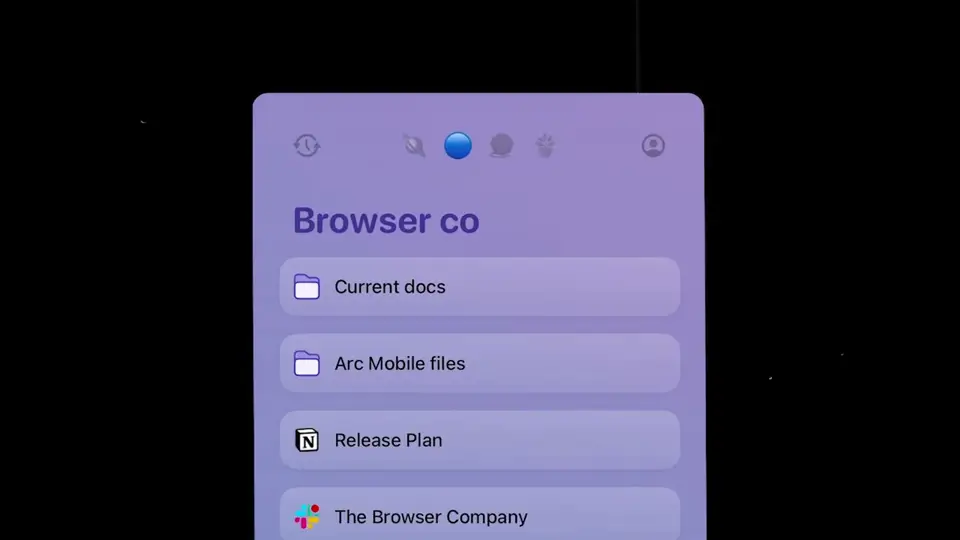 Browser co
Current docs
Arc Mobile files
N
Release Plan
The Browser Company